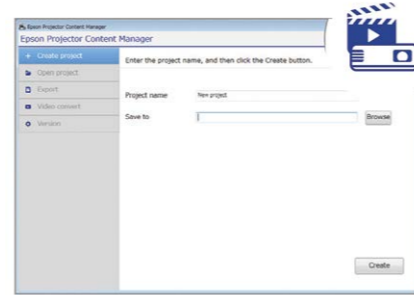 Epson Projector Content Manager
Epson Projector Content Manager
+ Create project
Enter the project name, and then click the Create button.
Open project
Export
Project name New project
Video convert
Save to Browse
Version
Create